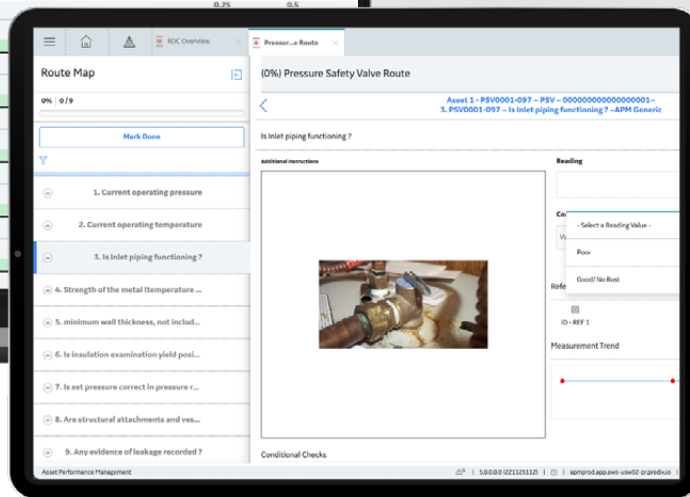 0.2% 0.5
RDC Overview
Pressur...e Route
Route Map
(0%) Pressure Safety Valve Route
0% 0/9
Asset 1 - PSV0001-097 – PSV – 000000000000000001–
3. PSV0001-097 – Is Inlet piping functioning ? –APM Generic
Mark Done
Is Inlet piping functioning ?
Additional Instructions
Reading
1. Current operating pressure
2. Current operating temperature
3. Is Inlet piping functioning ?
4. Strength of the metal (temperature ...
5. minimum wall thickness, not includ...
6. Is insulation examination yield posi...
7. Is set pressure correct in pressure r...
8. Are structural attachments and ves...
9. Any evidence of leakage recorded ?
- Select a Reading Value -
Poor
Good/ No Rust
Refe
ID - REF 1
Measurement Trend
Conditional Checks
Asset Performance Management